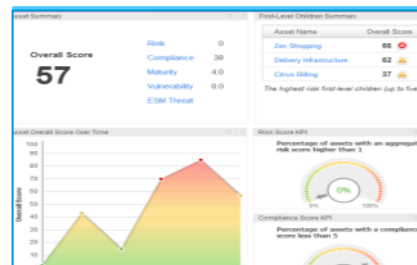 Asset Summary
Overall Score
57
Risk 0
Compliance 38
Maturity 4.0
Vulnerability 0.0
ESM Threat
First-Level Children Summary
Asset Name Overall Score
Zen Shopping 66
Delivery Infrastructure 62
Citrus Billing 37
The highest risk first-level children (up to five
Asset Overall Score Over Time
100
90
80
70
60
50
40
30
20
10
Overall Score
Risk Score KPI
Percentage of assets with an aggregat
risk score higher than 1
0%
0% 100%
Compliance Score KPI
Percentage of assets with a compliance
score less than 5